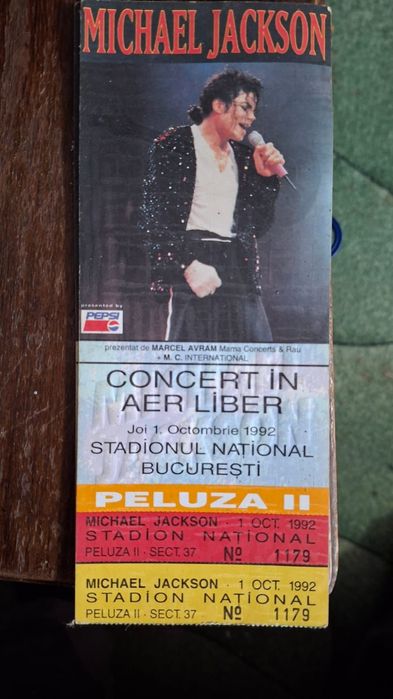 MICHAEL JACKSON
presented by
PEPSI
prezentat de MARCEL AVRAM Mama Concerts & Rau
+ M. C. INTERNATIONAL
CONCERT ÎN
AER LIBER
Joi 1. Octombrie 1992
STADIONUL NATIONAL
BUCUREȘTI
PELUZA II
MICHAEL JACKSON · 1 OCT. 1992
STADION NATIONAL
PELUZA II - SECT. 37 Nº 1179
MICHAEL JACKSON · 1 OCT. 1992
STADION NATIONAL
PELUZA II - SECT. 37 Nº 1179